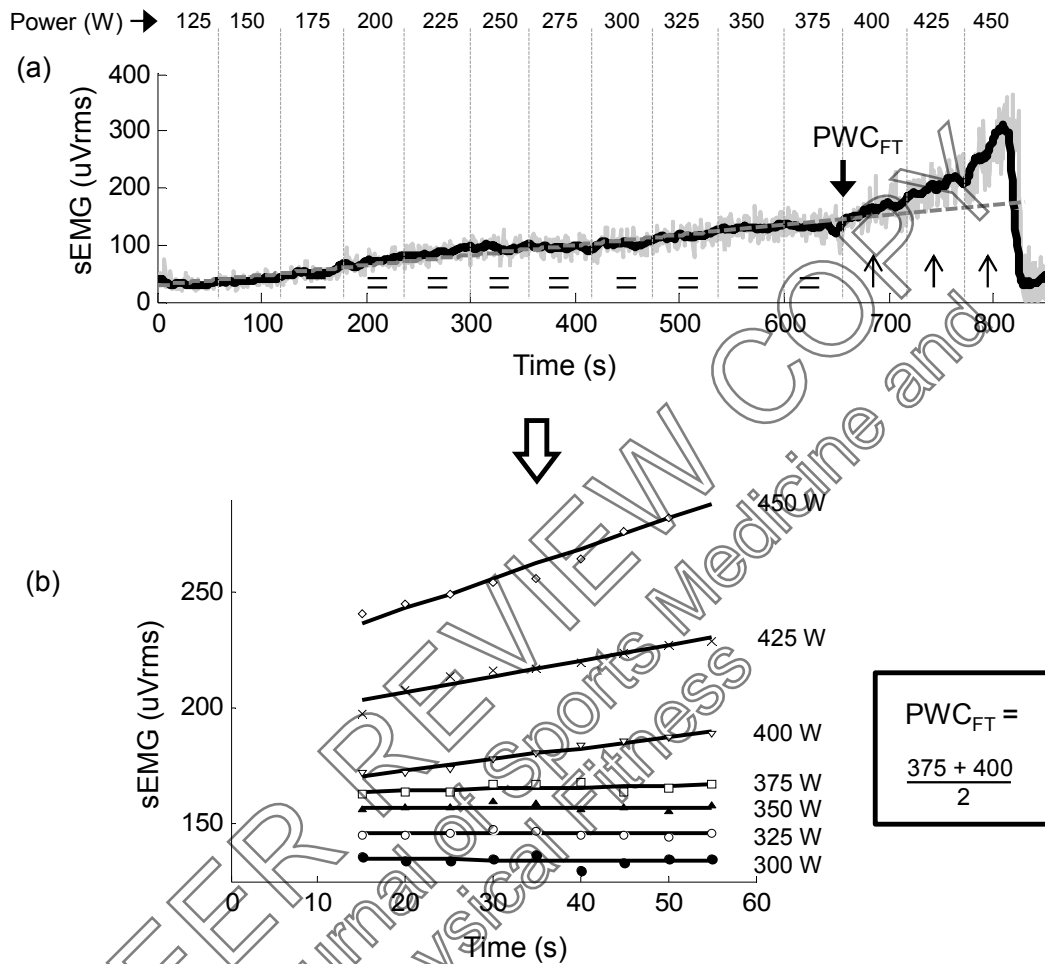 Power (W) → 125 150 175 200 225 250 275 300 325 350 375 400 425 450
(a)
400
300
200
100
0
sEMG (uVrms)
PWC_FT
= = = = = = = = =
0 100 200 300 400 500 600 700 800
Time (s)
(b)
250
200
150
sEMG (uVrms)
450 W
425 W
400 W
375 W
350 W
325 W
300 W
0 10 20 30 40 50 60
Time (s)
PWC_FT =
375 + 400
2
ER REVIEW COPY
urnal of Sports Medicine and
ysical Fitness